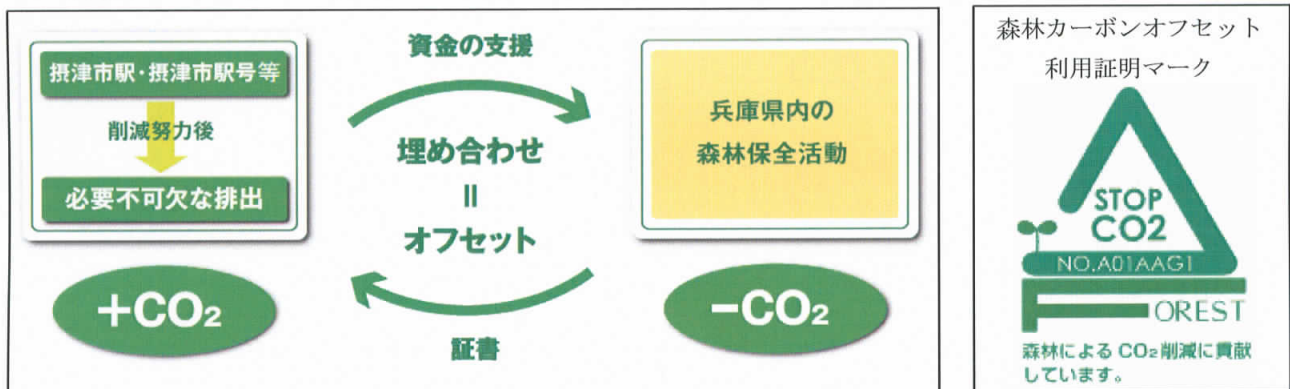 摂津市駅・摂津市駅号等
削減努力後
必要不可欠な排出
+CO₂
資金の支援
埋め合わせ
=
オフセット
証書
兵庫県内の
森林保全活動
-CO₂
森林カーボンオフセット
利用証明マーク
STOP
CO2
NO.A01AAG1
FOREST
森林によるCO₂削減に貢献
しています。